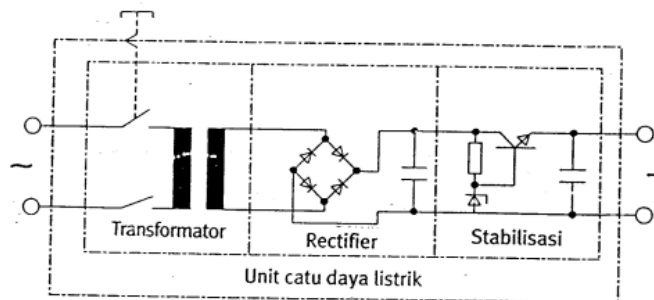 ~
Transformator
Rectifier
Stabilisasi
-
Unit catu daya listrik